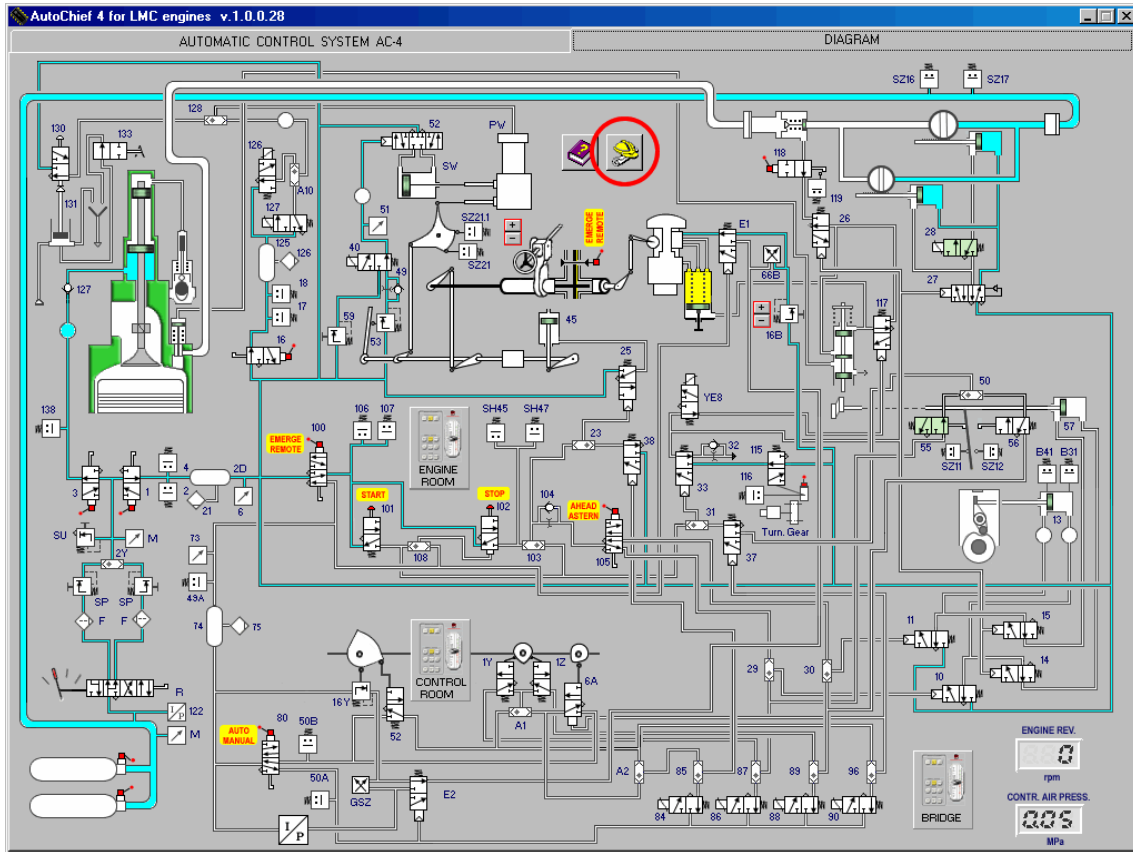 AutoChief 4 for LMC engines v.1.0.0.28
AUTOMATIC CONTROL SYSTEM AC-4
DIAGRAM
SZ16
SZ17
128
130
133
52
PW
126
SW
118
131
A10
119
26
127
51
SZ21.1
EMERGE
REMOTE
E1
125
126
40
SZ21
28
66B
127
18
49
27
17
59
53
45
117
16
16B
25
138
106
107
SH45
SH47
YE8
50
100
EMERGE
REMOTE
ENGINE
ROOM
23
38
57
4
2D
32
115
55
56
3
1
2
START
STOP
104
33
SZ11
SZ12
B41
B31
21
6
101
102
AHEAD
ASTERN
116
SU
M
31
Turn. Gear
13
73
2Y
108
103
105
37
49A
SP
SP
F
F
74
75
11
15
CONTROL
ROOM
1Y
1Z
29
30
14
6A
10
R
16Y
122
80
50B
52
A1
M
AUTO
MANUAL
ENGINE REV.
0
rpm
50A
A2
85
87
89
96
GSZ
E2
CONTR. AIR PRESS.
0.05
MPa
I
P
84
86
88
90
BRIDGE